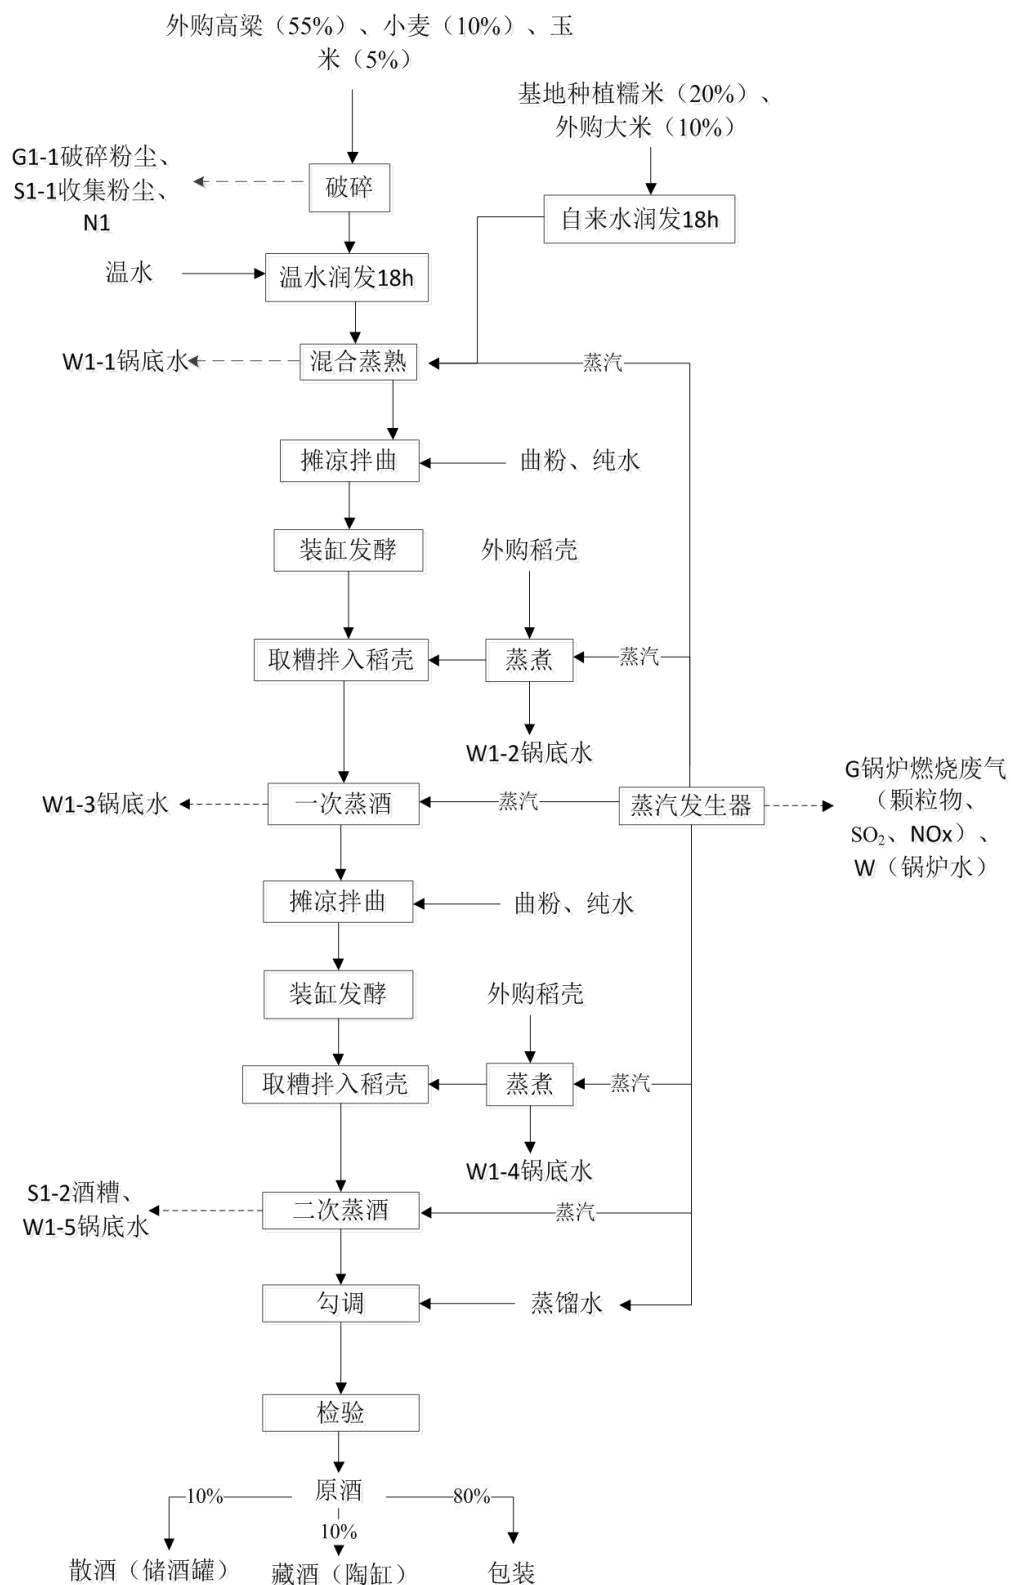 外购高粱（55%）、小麦（10%）、玉
米（5%）
基地种植糯米（20%）、
外购大米（10%）
G1-1破碎粉尘、
S1-1收集粉尘、
N1
破碎
自来水润发18h
温水
温水润发18h
W1-1锅底水
混合蒸熟
蒸汽
摊凉拌曲
曲粉、纯水
装缸发酵
外购稻壳
取糟拌入稻壳
蒸煮
蒸汽
W1-2锅底水
W1-3锅底水
一次蒸酒
蒸汽
蒸汽发生器
G锅炉燃烧废气
（颗粒物、
SO₂、NOx）、
W（锅炉水）
摊凉拌曲
曲粉、纯水
装缸发酵
外购稻壳
取糟拌入稻壳
蒸煮
蒸汽
W1-4锅底水
S1-2酒糟、
W1-5锅底水
二次蒸酒
蒸汽
勾调
蒸馏水
检验
原酒
10%
10%
80%
散酒（储酒罐）
藏酒（陶缸）
包装